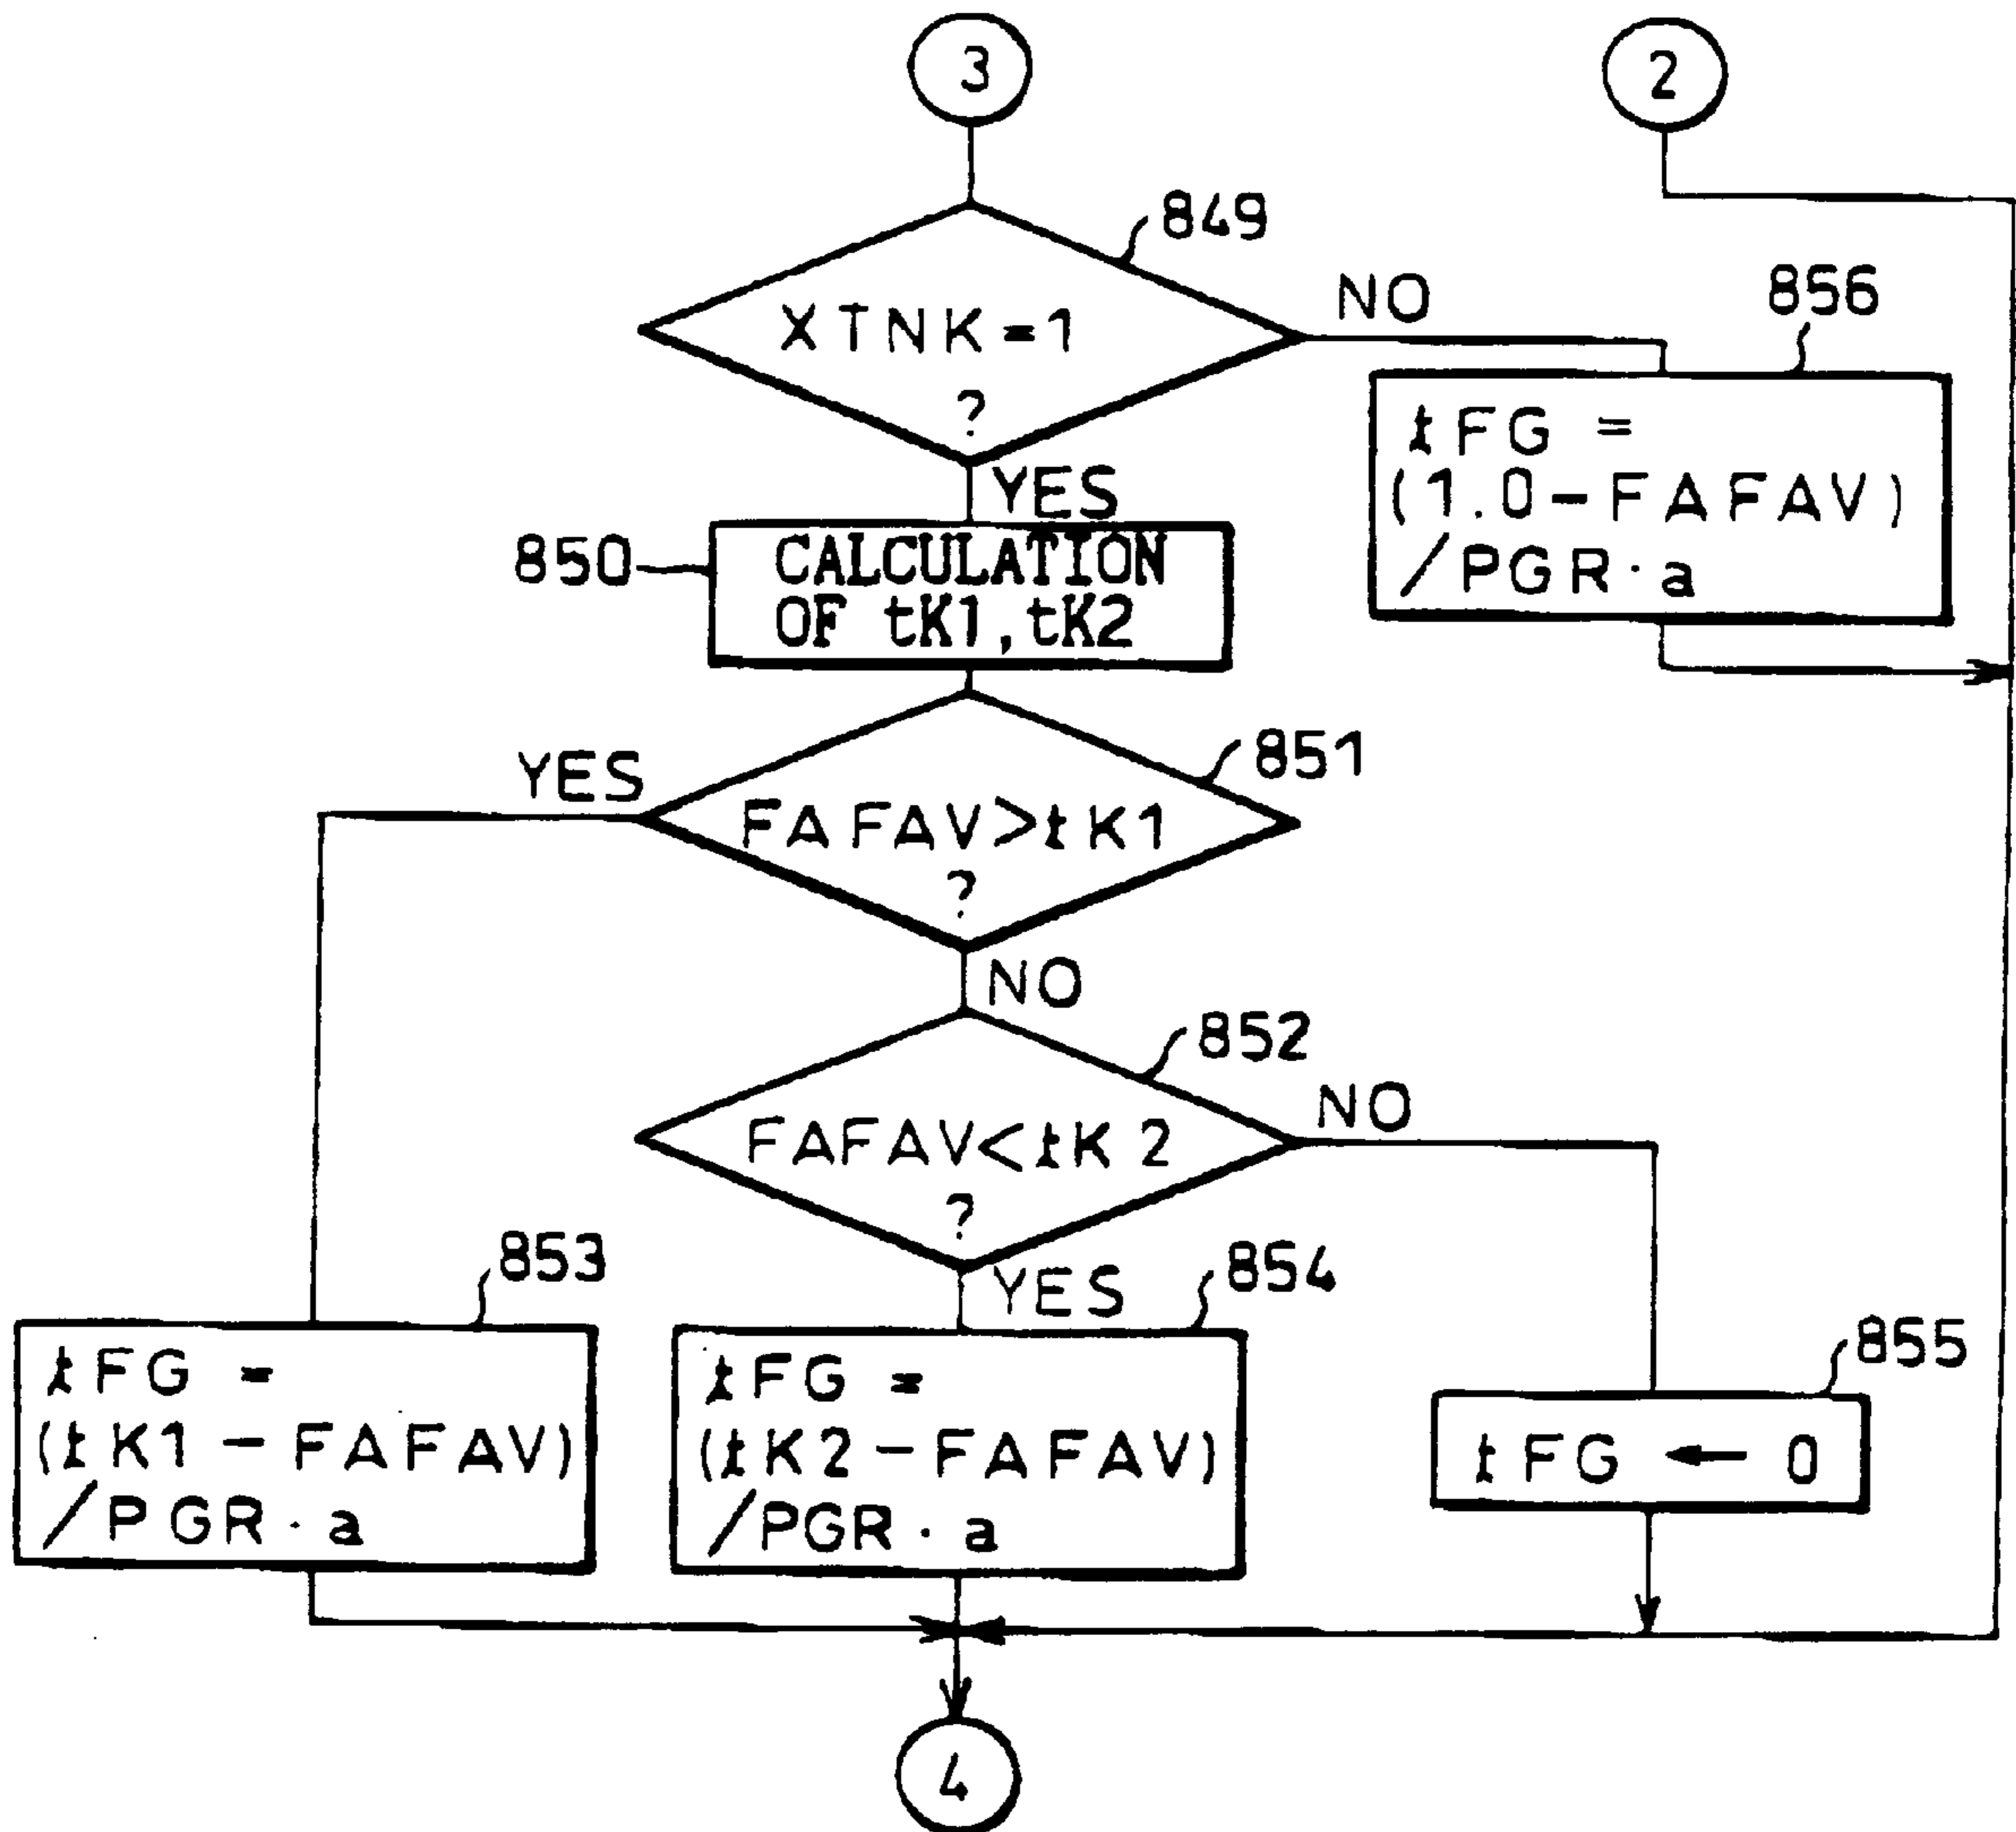 3
2
849
XTNK=1
?
NO
856
tFG =
(1.0-FAFAV)
/PGR·a
YES
850
CALCULATION
OF tK1,tK2
YES
851
FAFAV>tK1
?
NO
852
FAFAV<tK2
?
NO
YES
853
tFG =
(tK1-FAFAV)
/PGR·a
854
tFG =
(tK2-FAFAV)
/PGR·a
855
tFG ← 0
4